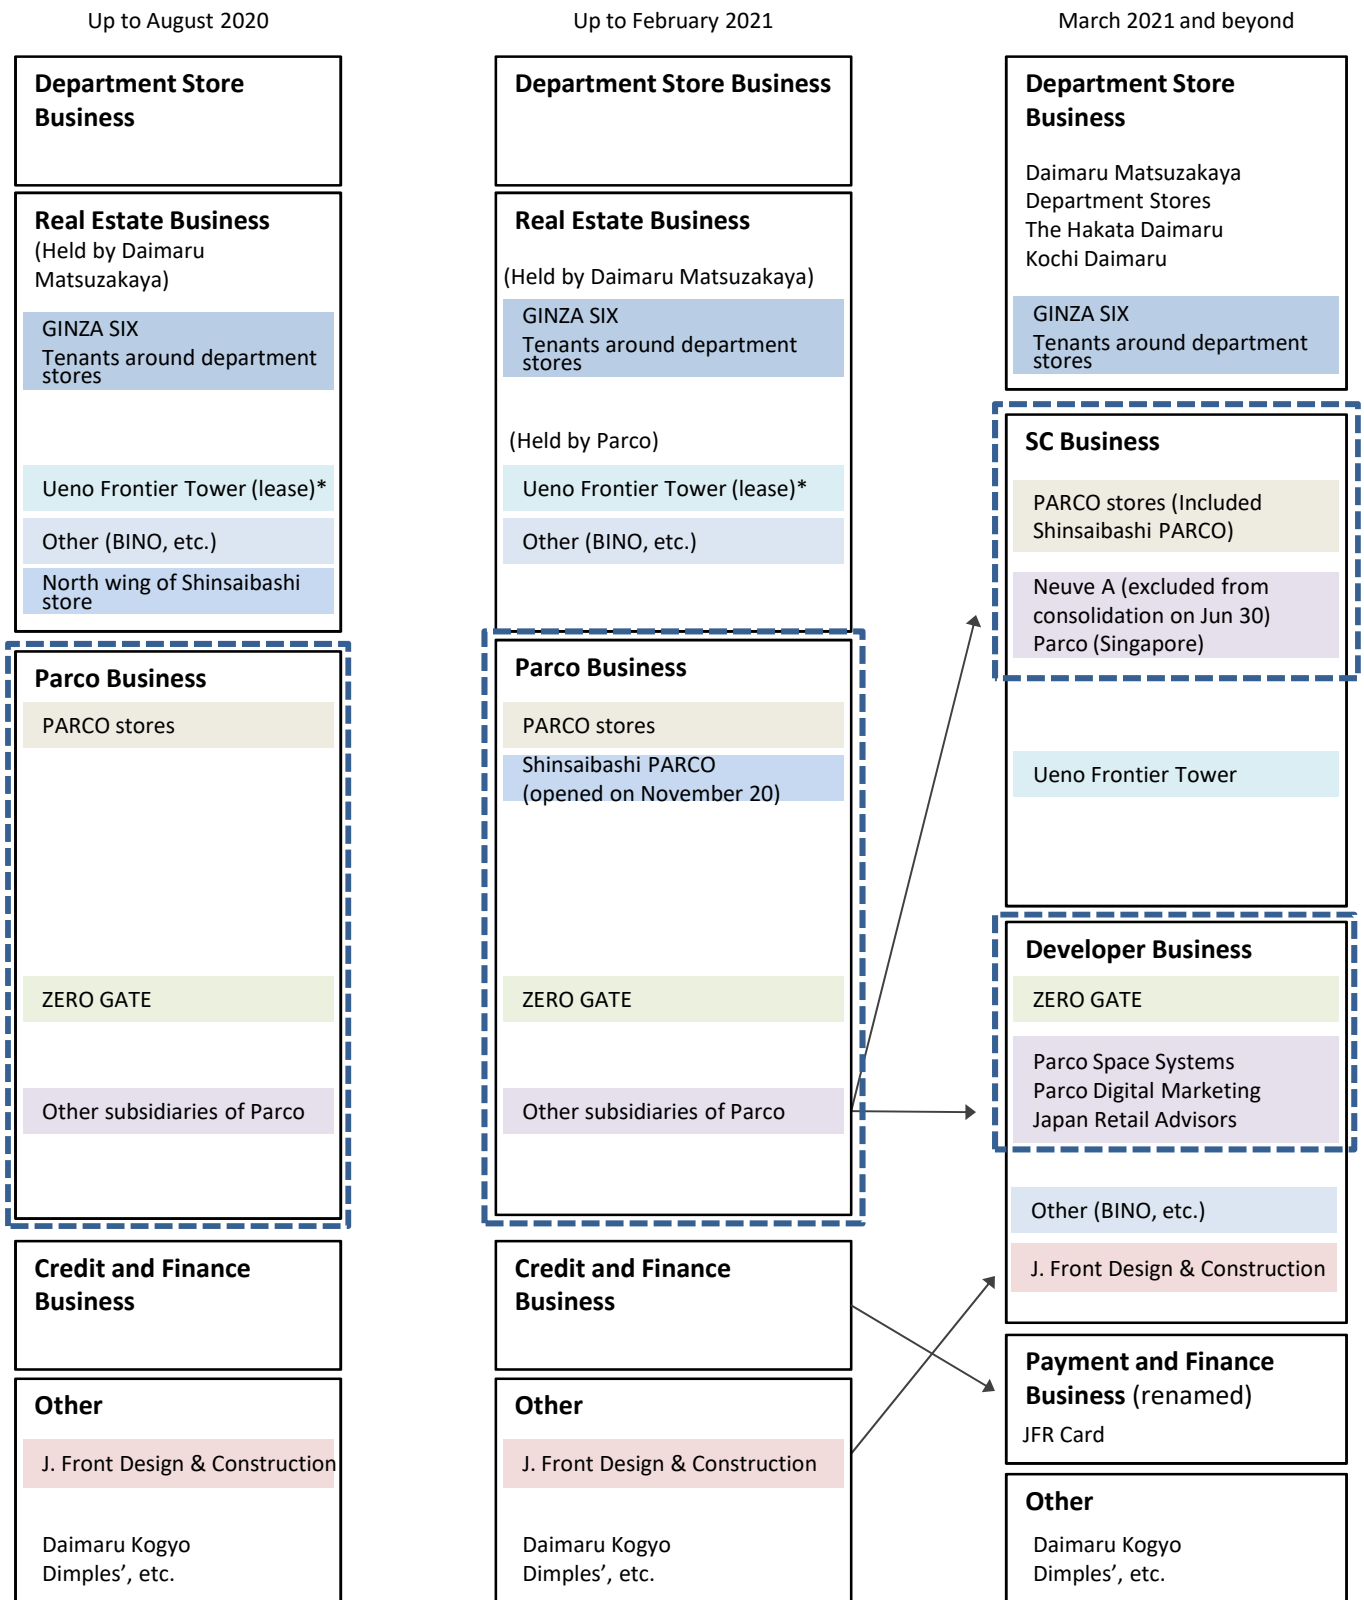 Up to August 2020
Department Store
Business
Real Estate Business
(Held by Daimaru
Matsuzakaya)
GINZA SIX
Tenants around department
stores
Ueno Frontier Tower (lease)*
Other (BINO, etc.)
North wing of Shinsaibashi
store
Parco Business
PARCO stores
ZERO GATE
Other subsidiaries of Parco
Credit and Finance
Business
Other
J. Front Design & Construction
Daimaru Kogyo
Dimples’, etc.
Up to February 2021
Department Store Business
Real Estate Business
(Held by Daimaru Matsuzakaya)
GINZA SIX
Tenants around department
stores
(Held by Parco)
Ueno Frontier Tower (lease)*
Other (BINO, etc.)
Parco Business
PARCO stores
Shinsaibashi PARCO
(opened on November 20)
ZERO GATE
Other subsidiaries of Parco
Credit and Finance
Business
Other
J. Front Design & Construction
Daimaru Kogyo
Dimples’, etc.
March 2021 and beyond
Department Store
Business
Daimaru Matsuzakaya
Department Stores
The Hakata Daimaru
Kochi Daimaru
GINZA SIX
Tenants around department
stores
SC Business
PARCO stores (Included
Shinsaibashi PARCO)
Neuve A (excluded from
consolidation on Jun 30)
Parco (Singapore)
Ueno Frontier Tower
Developer Business
ZERO GATE
Parco Space Systems
Parco Digital Marketing
Japan Retail Advisors
Other (BINO, etc.)
J. Front Design & Construction
Payment and Finance
Business (renamed)
JFR Card
Other
Daimaru Kogyo
Dimples’, etc.